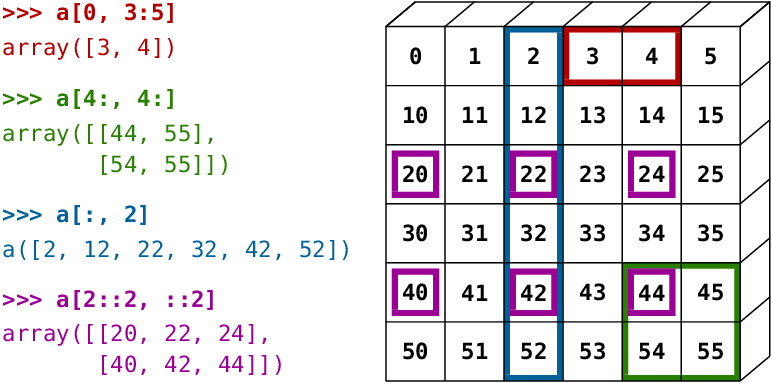 >>> a[0, 3:5]
array([3, 4])
>>> a[4:, 4:]
array([[44, 55],
       [54, 55]])
>>> a[:, 2]
a([2, 12, 22, 32, 42, 52])
>>> a[2::2, ::2]
array([[20, 22, 24],
       [40, 42, 44]])
0 1 2 3 4 5
10 11 12 13 14 15
20 21 22 23 24 25
30 31 32 33 34 35
40 41 42 43 44 45
50 51 52 53 54 55